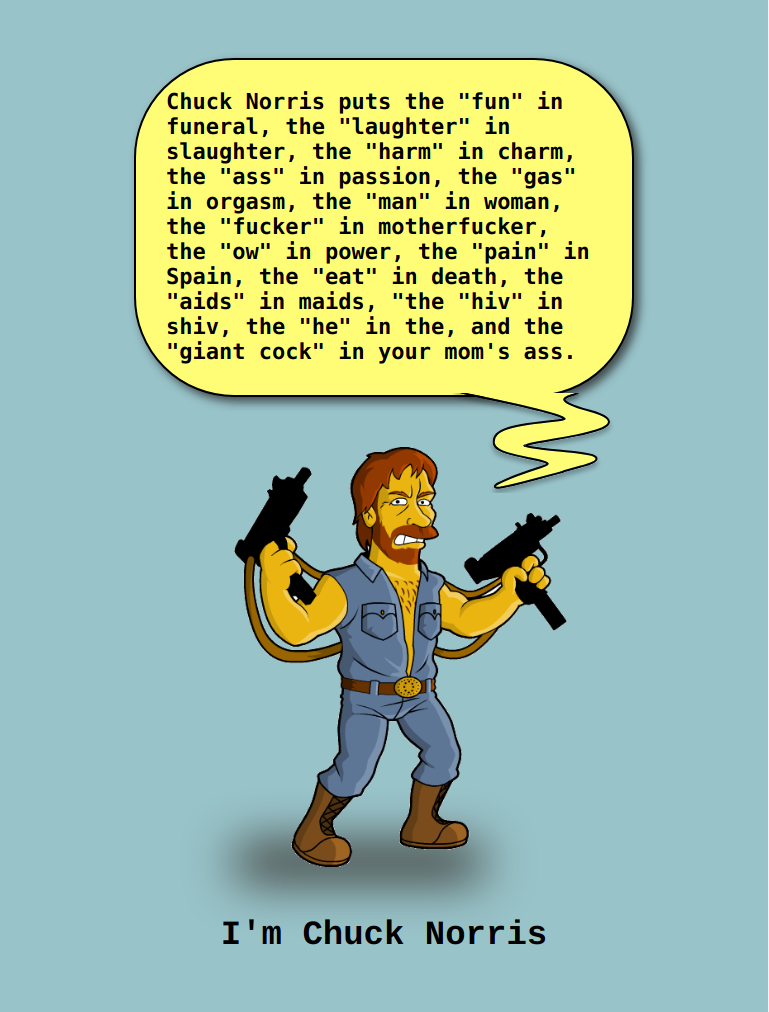 Chuck Norris puts the "fun" in
funeral, the "laughter" in
slaughter, the "harm" in charm,
the "ass" in passion, the "gas"
in orgasm, the "man" in woman,
the "fucker" in motherfucker,
the "ow" in power, the "pain" in
Spain, the "eat" in death, the
"aids" in maids, "the "hiv" in
shiv, the "he" in the, and the
"giant cock" in your mom's ass.
I'm Chuck Norris